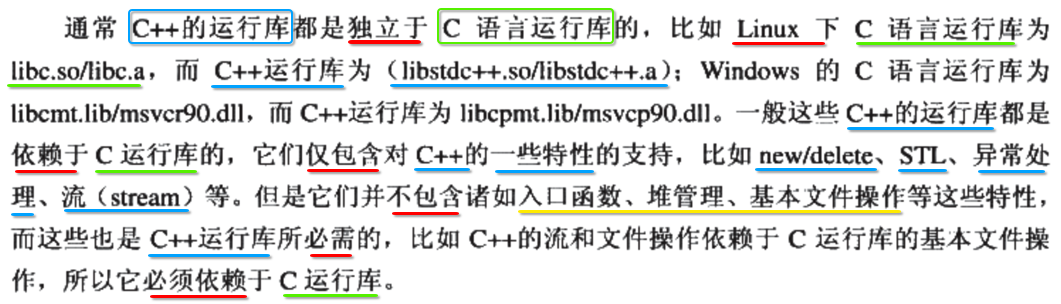 通常 C++的运行库都是独立于 C 语言运行库的，比如 Linux 下 C 语言运行库为
libc.so/libc.a，而 C++运行库为（libstdc++.so/libstdc++.a）；Windows 的 C 语言运行库为
libcmt.lib/msvcr90.dll，而 C++运行库为 libcpmt.lib/msvcp90.dll。一般这些 C++的运行库都是
依赖于 C 运行库的，它们仅包含对 C++的一些特性的支持，比如 new/delete、STL、异常处
理、流（stream）等。但是它们并不包含诸如入口函数、堆管理、基本文件操作等这些特性，
而这些也是 C++运行库所必需的，比如 C++的流和文件操作依赖于 C 运行库的基本文件操
作，所以它必须依赖于 C 运行库。